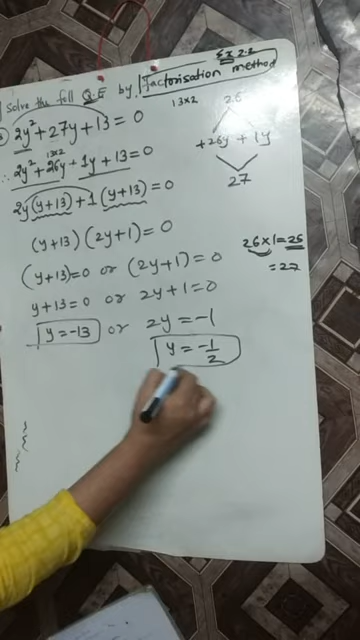 Ex 2.2
Solve the foll Q.E by Factorisation method
13×2
26
2y² + 27y + 13 = 0
+26y + 1y
27
13×2
∴ 2y² + 26y + 1y + 13 = 0
2y (y+13) + 1 (y+13) = 0
(y+13) (2y+1) = 0
26 × 1 = 26
= 27
(y+13)=0 or (2y+1) = 0
y+13=0 or 2y+1=0
y = -13 or 2y = -1
y = -1/2